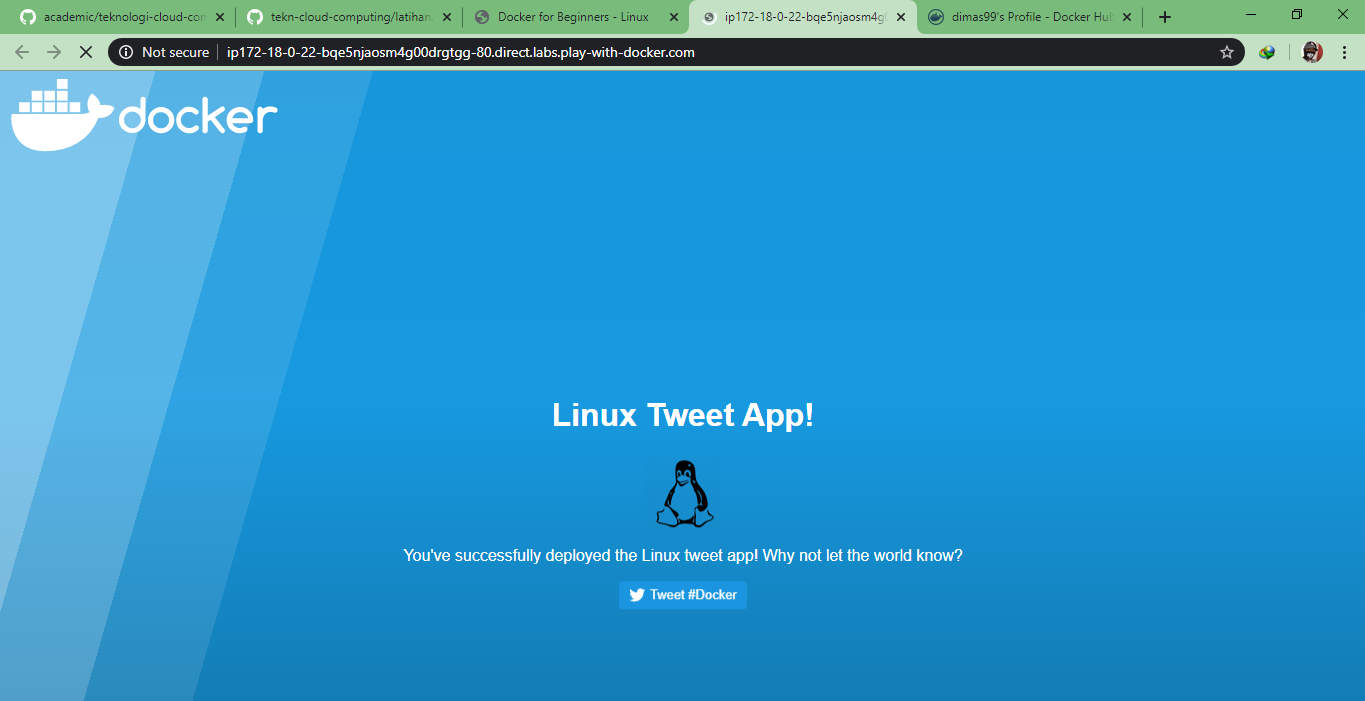 academic/teknologi-cloud-con
tekn-cloud-computing/latihan
Docker for Beginners - Linux
ip172-18-0-22-bqe5njaosm4g0
dimas99's Profile - Docker Hub
Not secure
ip172-18-0-22-bqe5njaosm4g00drgtgg-80.direct.labs.play-with-docker.com
docker
Linux Tweet App!
You've successfully deployed the Linux tweet app! Why not let the world know?
Tweet #Docker